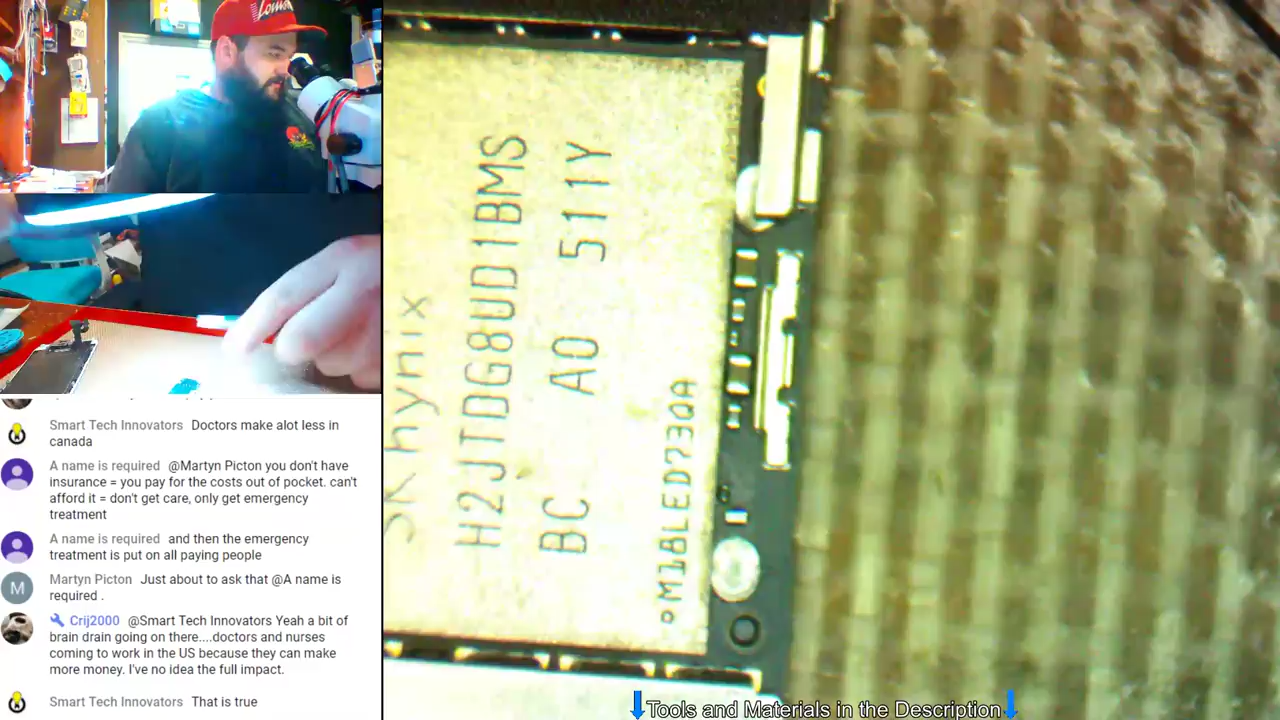 Smart Tech Innovators Doctors make alot less in
canada
A name is required @Martyn Picton you don't have
insurance = you pay for the costs out of pocket. can't
afford it = don't get care, only get emergency
treatment
A name is required and then the emergency
treatment is put on all paying people
M
Martyn Picton Just about to ask that @A name is
required .
Crij2000 @Smart Tech Innovators Yeah a bit of
brain drain going on there....doctors and nurses
coming to work in the US because they can make
more money. I've no idea the full impact.
Smart Tech Innovators That is true
SKhynix
H2JTDG8UD1BMS
BC A0 511Y
M18LED73QA
Tools and Materials in the Description